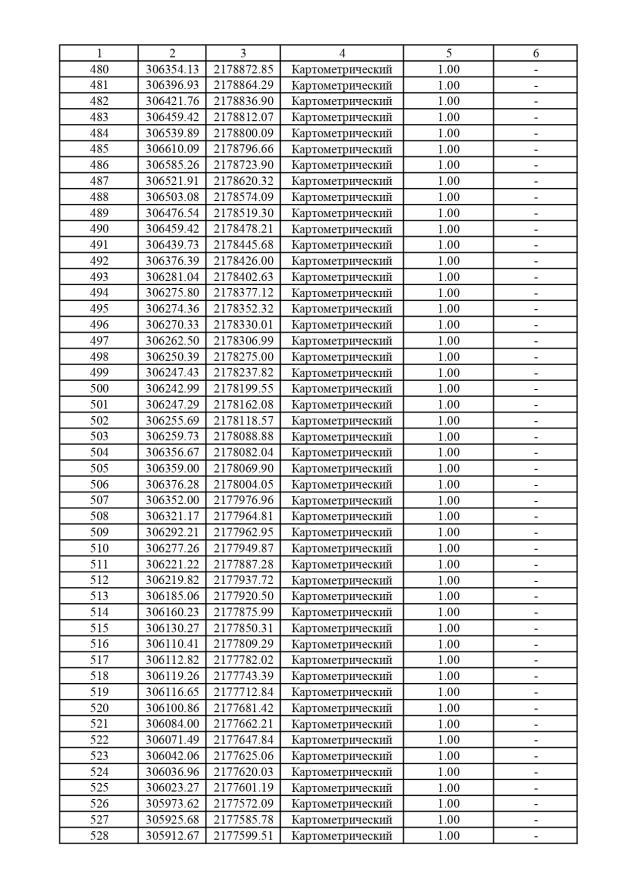 1 2 3 4 5 6
480 306354.13 2178872.85 Картометрический 1.00 -
481 306396.93 2178864.29 Картометрический 1.00 -
482 306421.76 2178836.90 Картометрический 1.00 -
483 306459.42 2178812.07 Картометрический 1.00 -
484 306539.89 2178800.09 Картометрический 1.00 -
485 306610.09 2178796.66 Картометрический 1.00 -
486 306585.26 2178723.90 Картометрический 1.00 -
487 306521.91 2178620.32 Картометрический 1.00 -
488 306503.08 2178574.09 Картометрический 1.00 -
489 306476.54 2178519.30 Картометрический 1.00 -
490 306459.42 2178478.21 Картометрический 1.00 -
491 306439.73 2178445.68 Картометрический 1.00 -
492 306376.39 2178426.00 Картометрический 1.00 -
493 306281.04 2178402.63 Картометрический 1.00 -
494 306275.80 2178377.12 Картометрический 1.00 -
495 306274.36 2178352.32 Картометрический 1.00 -
496 306270.33 2178330.01 Картометрический 1.00 -
497 306262.50 2178306.99 Картометрический 1.00 -
498 306250.39 2178275.00 Картометрический 1.00 -
499 306247.43 2178237.82 Картометрический 1.00 -
500 306242.99 2178199.55 Картометрический 1.00 -
501 306247.29 2178162.08 Картометрический 1.00 -
502 306255.69 2178118.57 Картометрический 1.00 -
503 306259.73 2178088.88 Картометрический 1.00 -
504 306356.67 2178082.04 Картометрический 1.00 -
505 306359.00 2178069.90 Картометрический 1.00 -
506 306376.28 2178004.05 Картометрический 1.00 -
507 306352.00 2177976.96 Картометрический 1.00 -
508 306321.17 2177964.81 Картометрический 1.00 -
509 306292.21 2177962.95 Картометрический 1.00 -
510 306277.26 2177949.87 Картометрический 1.00 -
511 306221.22 2177887.28 Картометрический 1.00 -
512 306219.82 2177937.72 Картометрический 1.00 -
513 306185.06 2177920.50 Картометрический 1.00 -
514 306160.23 2177875.99 Картометрический 1.00 -
515 306130.27 2177850.31 Картометрический 1.00 -
516 306110.41 2177809.29 Картометрический 1.00 -
517 306112.82 2177782.02 Картометрический 1.00 -
518 306119.26 2177743.39 Картометрический 1.00 -
519 306116.65 2177712.84 Картометрический 1.00 -
520 306100.86 2177681.42 Картометрический 1.00 -
521 306084.00 2177662.21 Картометрический 1.00 -
522 306071.49 2177647.84 Картометрический 1.00 -
523 306042.06 2177625.06 Картометрический 1.00 -
524 306036.96 2177620.03 Картометрический 1.00 -
525 306023.27 2177601.19 Картометрический 1.00 -
526 305973.62 2177572.09 Картометрический 1.00 -
527 305925.68 2177585.78 Картометрический 1.00 -
528 305912.67 2177599.51 Картометрический 1.00 -